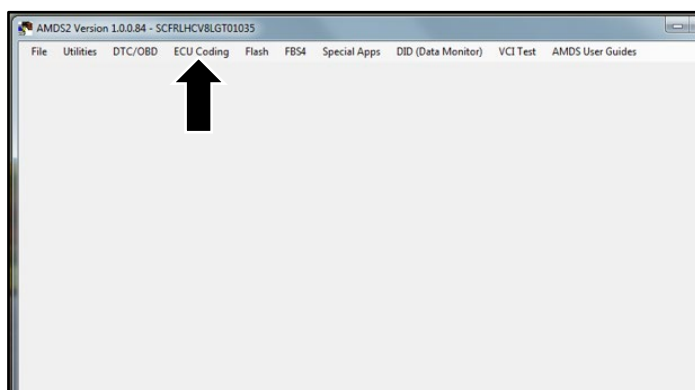 AMDS2 Version 1.0.0.84 - SCFRLHCV8LGT01035
File Utilities DTC/OBD ECU Coding Flash FBS4 Special Apps DID (Data Monitor) VCI Test AMDS User Guides